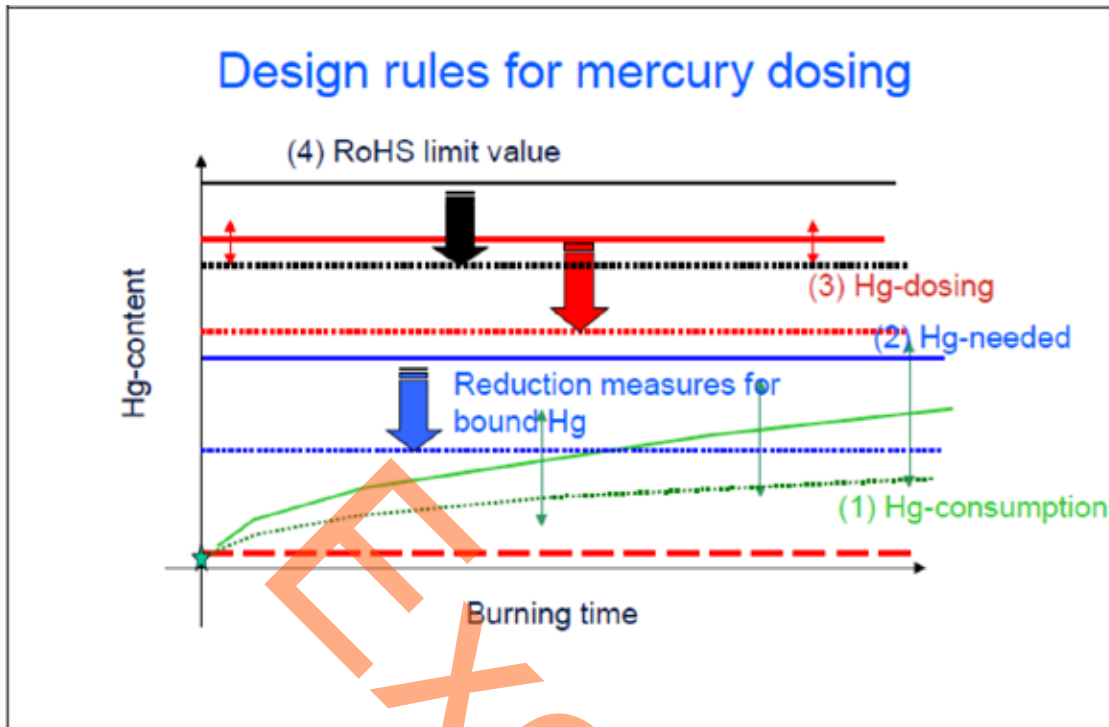 Design rules for mercury dosing
(4) RoHS limit value
Hg-content
(3) Hg-dosing
(2) Hg-needed
Reduction measures for
bound Hg
(1) Hg-consumption
Burning time